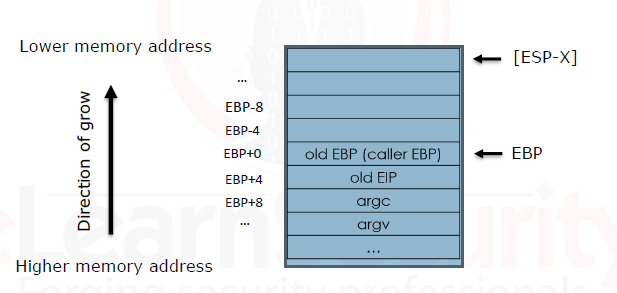 Lower memory address
[ESP-X]
...
EBP-8
EBP-4
EBP+0
old EBP (caller EBP)
EBP
EBP+4
old EIP
EBP+8
argc
...
argv
...
Direction of grow
Higher memory address
eLearnSecurity
Forging security professionals